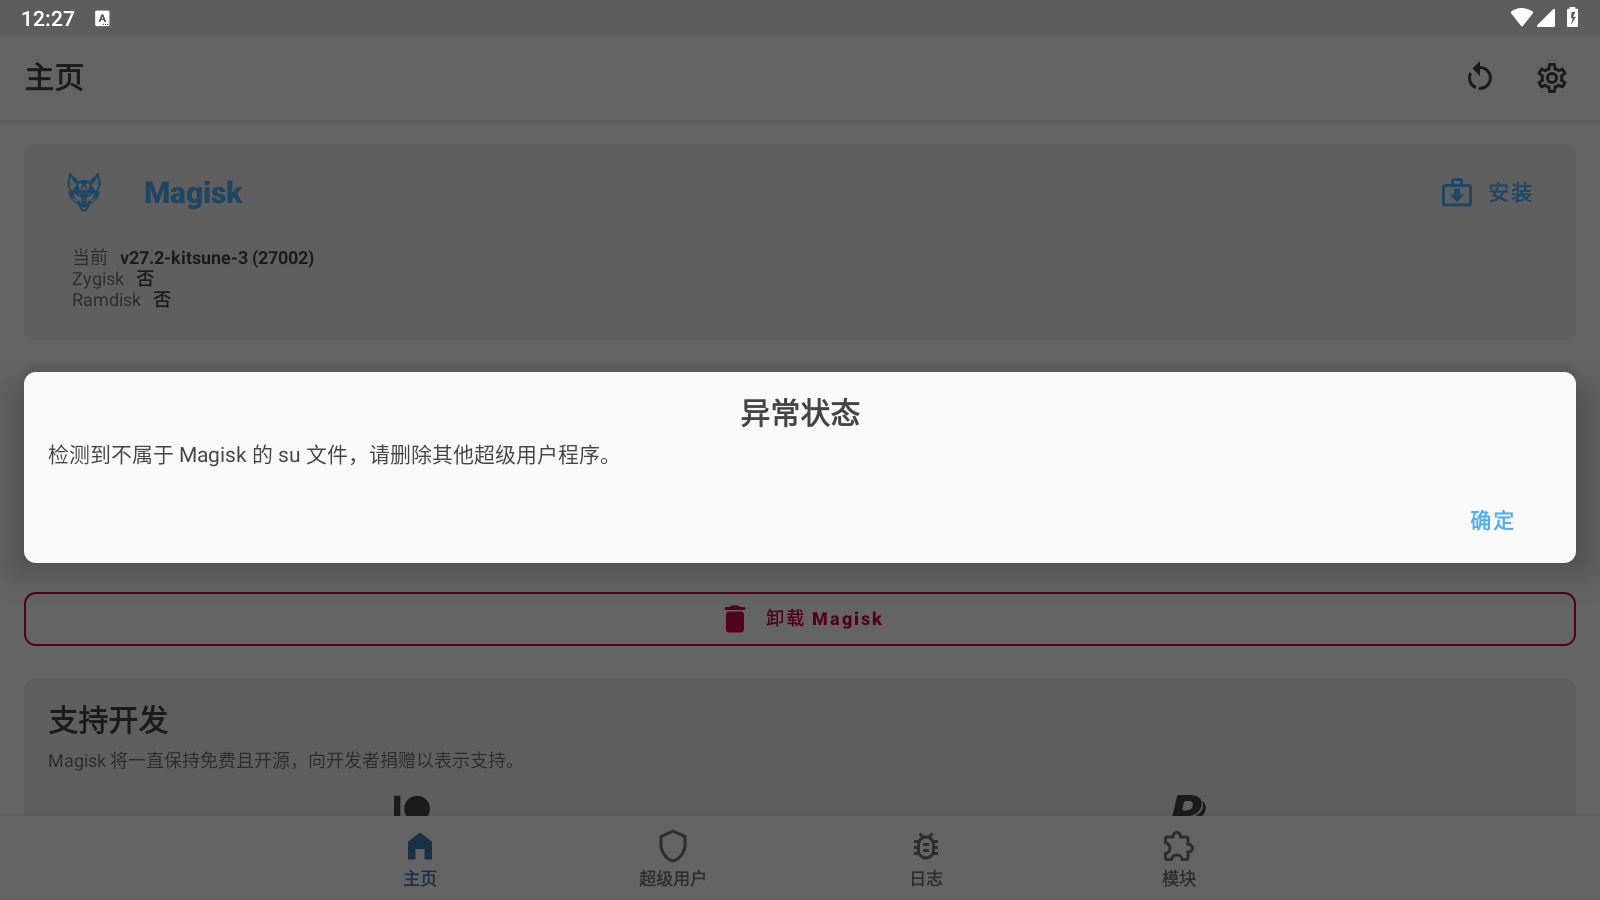 12:27
主页
Magisk
安装
当前 v27.2-kitsune-3 (27002)
Zygisk 否
Ramdisk 否
异常状态
检测到不属于 Magisk 的 su 文件，请删除其他超级用户程序。
确定
卸载 Magisk
支持开发
Magisk 将一直保持免费且开源，向开发者捐赠以表示支持。
主页
超级用户
日志
模块